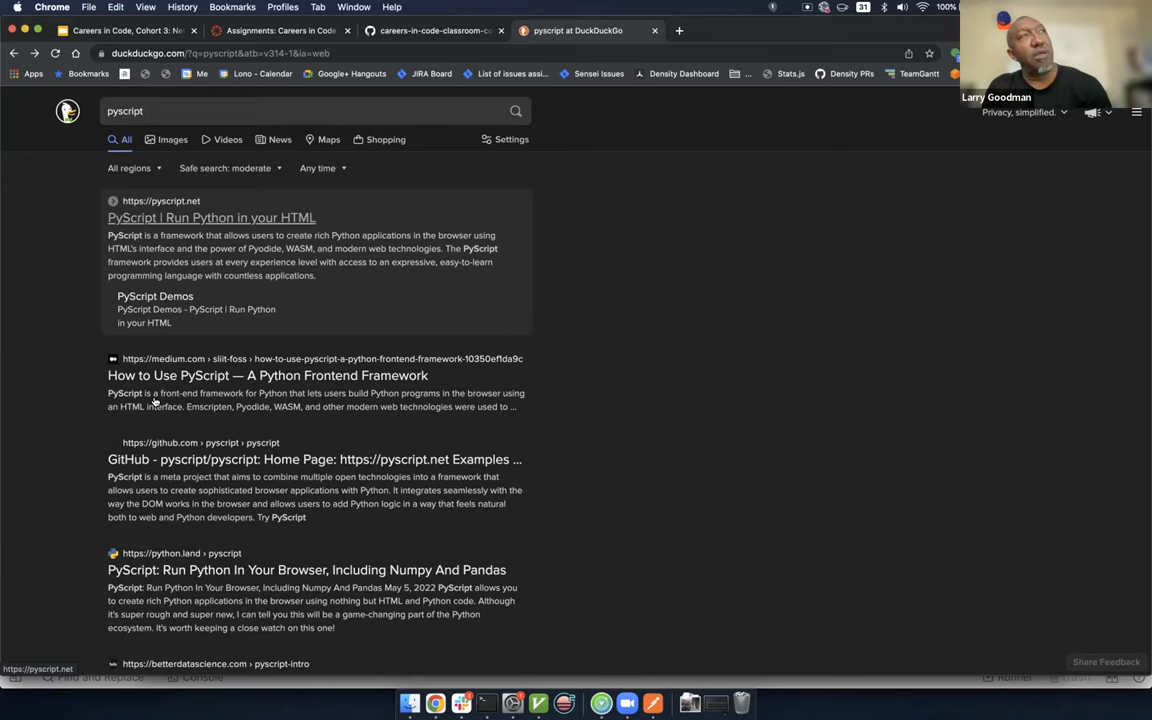 Chrome File Edit View History Bookmarks Profiles Tab Window Help 31 100%
Careers in Code, Cohort 3: Ne Assignments: Careers in Code careers-in-code-classroom-co pyscript at DuckDuckGo
duckduckgo.com/?q=pyscript&atb=v314-1&ia=web
Apps Bookmarks Me Lono - Calendar Google+ Hangouts JIRA Board List of issues assi... Sensei Issues Density Dashboard ... Stats.js Density PRs TeamGantt
Larry Goodman
pyscript
Privacy, simplified.
All Images Videos News Maps Shopping Settings
All regions Safe search: moderate Any time
https://pyscript.net
PyScript | Run Python in your HTML
PyScript is a framework that allows users to create rich Python applications in the browser using
HTML's interface and the power of Pyodide, WASM, and modern web technologies. The PyScript
framework provides users at every experience level with access to an expressive, easy-to-learn
programming language with countless applications.
PyScript Demos
PyScript Demos - PyScript | Run Python
in your HTML
https://medium.com › sliit-foss › how-to-use-pyscript-a-python-frontend-framework-10350ef1da9c
How to Use PyScript — A Python Frontend Framework
PyScript is a front-end framework for Python that lets users build Python programs in the browser using
an HTML interface. Emscripten, Pyodide, WASM, and other modern web technologies were used to ...
https://github.com › pyscript › pyscript
GitHub - pyscript/pyscript: Home Page: https://pyscript.net Examples ...
PyScript is a meta project that aims to combine multiple open technologies into a framework that
allows users to create sophisticated browser applications with Python. It integrates seamlessly with the
way the DOM works in the browser and allows users to add Python logic in a way that feels natural
both to web and Python developers. Try PyScript
https://python.land › pyscript
PyScript: Run Python In Your Browser, Including Numpy And Pandas
PyScript: Run Python In Your Browser, Including Numpy And Pandas May 5, 2022 PyScript allows you
to create rich Python applications in the browser using nothing but HTML and Python code. Although
it's super rough and super new, I can tell you this will be a game-changing part of the Python
ecosystem. It's worth keeping a close watch on this one!
https://betterdatascience.com › pyscript-intro
Share Feedback
https://pyscript.net
Find and Replace Console Runner Trash